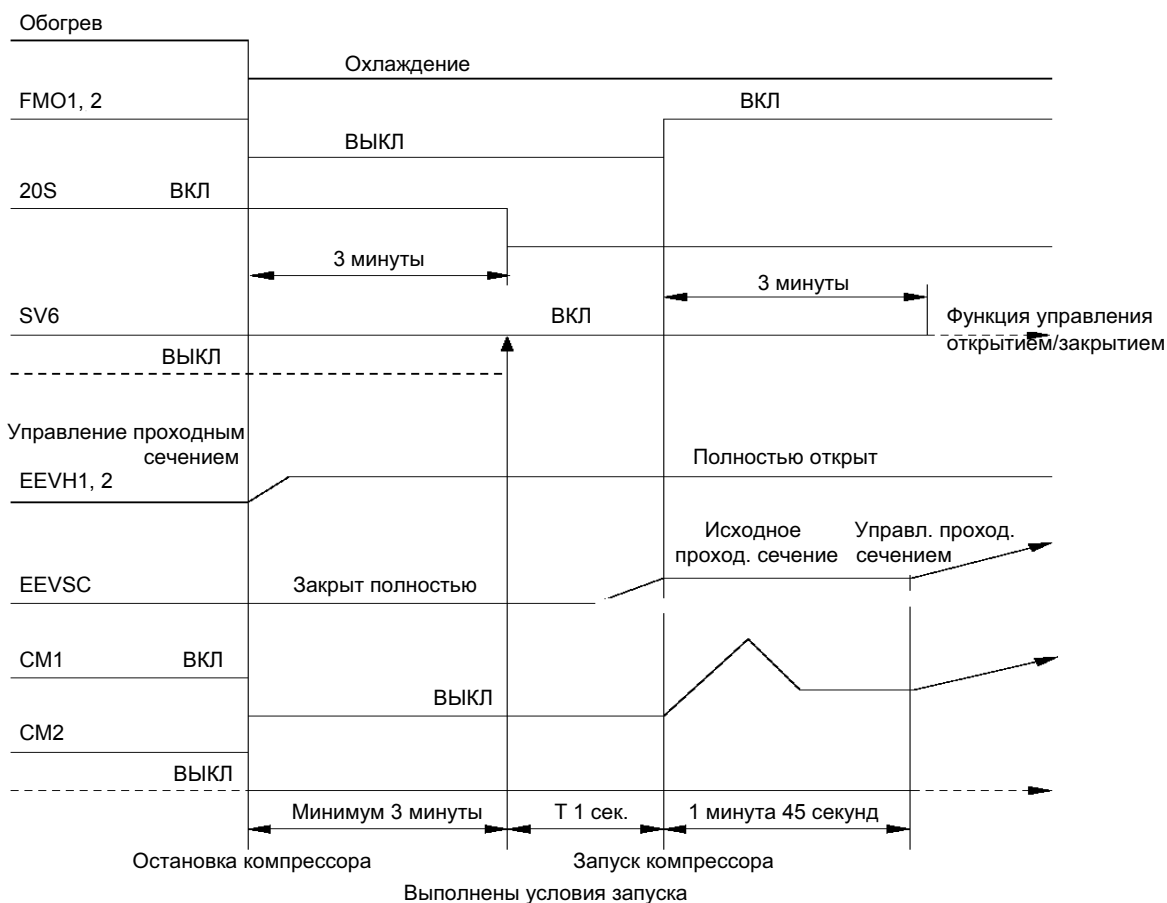 Обогрев
Охлаждение
FMO1, 2
ВКЛ
ВЫКЛ
20S
ВКЛ
3 минуты
3 минуты
SV6
ВКЛ
Функция управления
открытием/закрытием
ВЫКЛ
Управление проходным
сечением
EEVH1, 2
Полностью открыт
Исходное
проход. сечение
Управл. проход.
сечением
EEVSC
Закрыт полностью
CM1
ВКЛ
ВЫКЛ
CM2
ВЫКЛ
Минимум 3 минуты
T 1 сек.
1 минута 45 секунд
Остановка компрессора
Запуск компрессора
Выполнены условия запуска